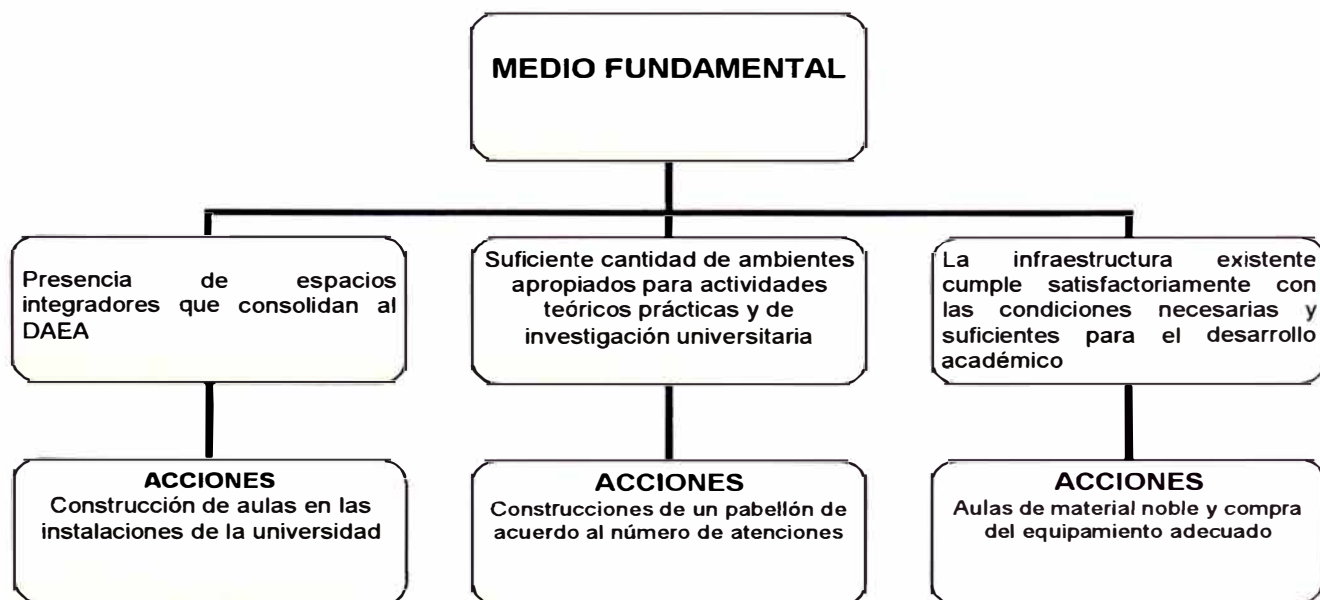 MEDIO FUNDAMENTAL
Presencia de espacios
integradores que consolidan al
DAEA
Suficiente cantidad de ambientes
apropiados para actividades
teóricos prácticas y de
investigación universitaria
La infraestructura existente
cumple satisfactoriamente con
las condiciones necesarias y
suficientes para el desarrollo
académico
ACCIONES
Construcción de aulas en las
instalaciones de la universidad
ACCIONES
Construcciones de un pabellón de
acuerdo al número de atenciones
ACCIONES
Aulas de material noble y compra
del equipamiento adecuado